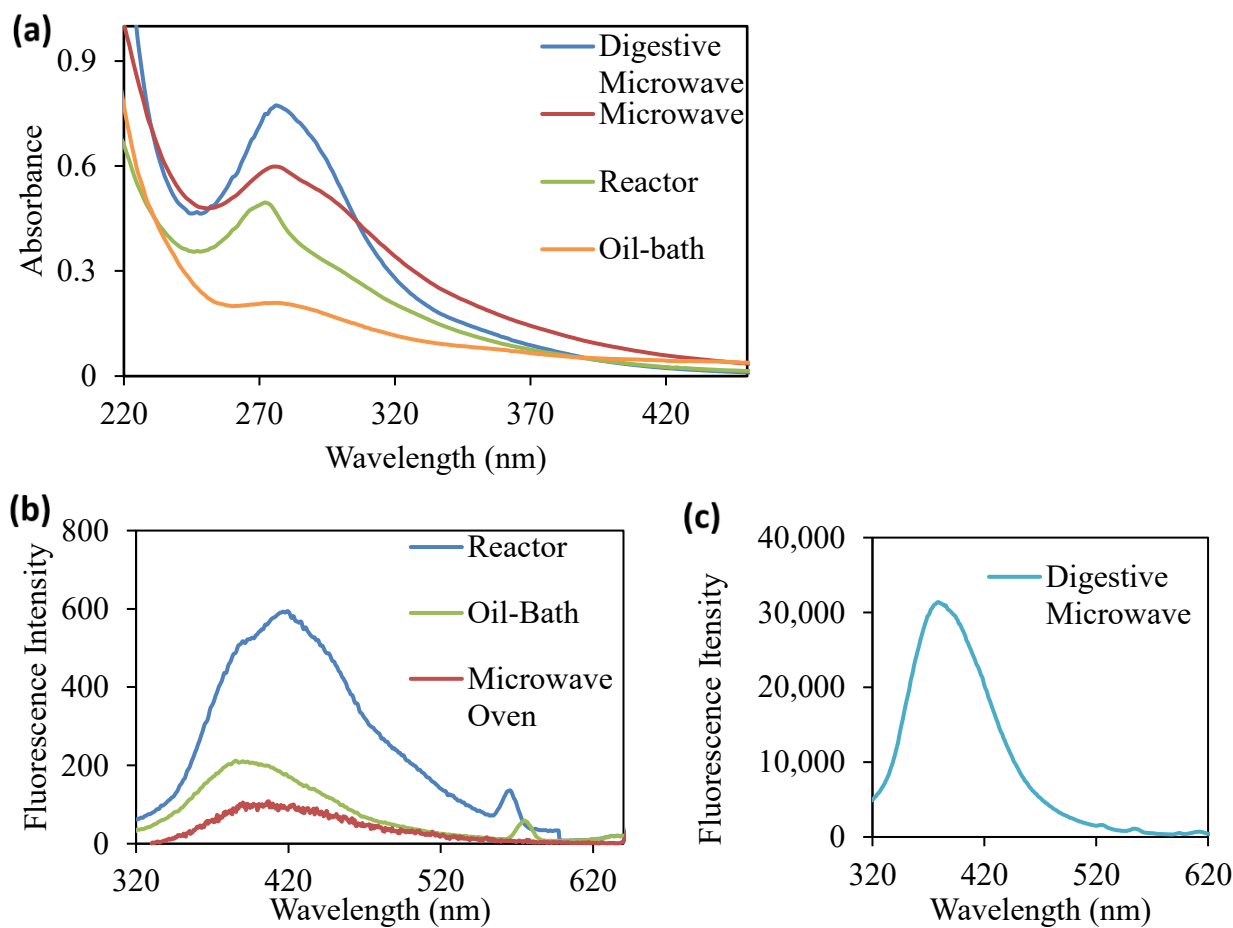 (a)
0.9
0.6
0.3
0
Absorbance
220
270
320
370
420
Wavelength (nm)
Digestive
Microwave
Microwave
Reactor
Oil-bath
(b)
800
600
400
200
0
Fluorescence Intensity
320
420
520
620
Wavelength (nm)
Reactor
Oil-Bath
Microwave
Oven
(c)
40,000
30,000
20,000
10,000
0
Fluorescence Itensity
320
420
520
620
Wavelength (nm)
Digestive
Microwave